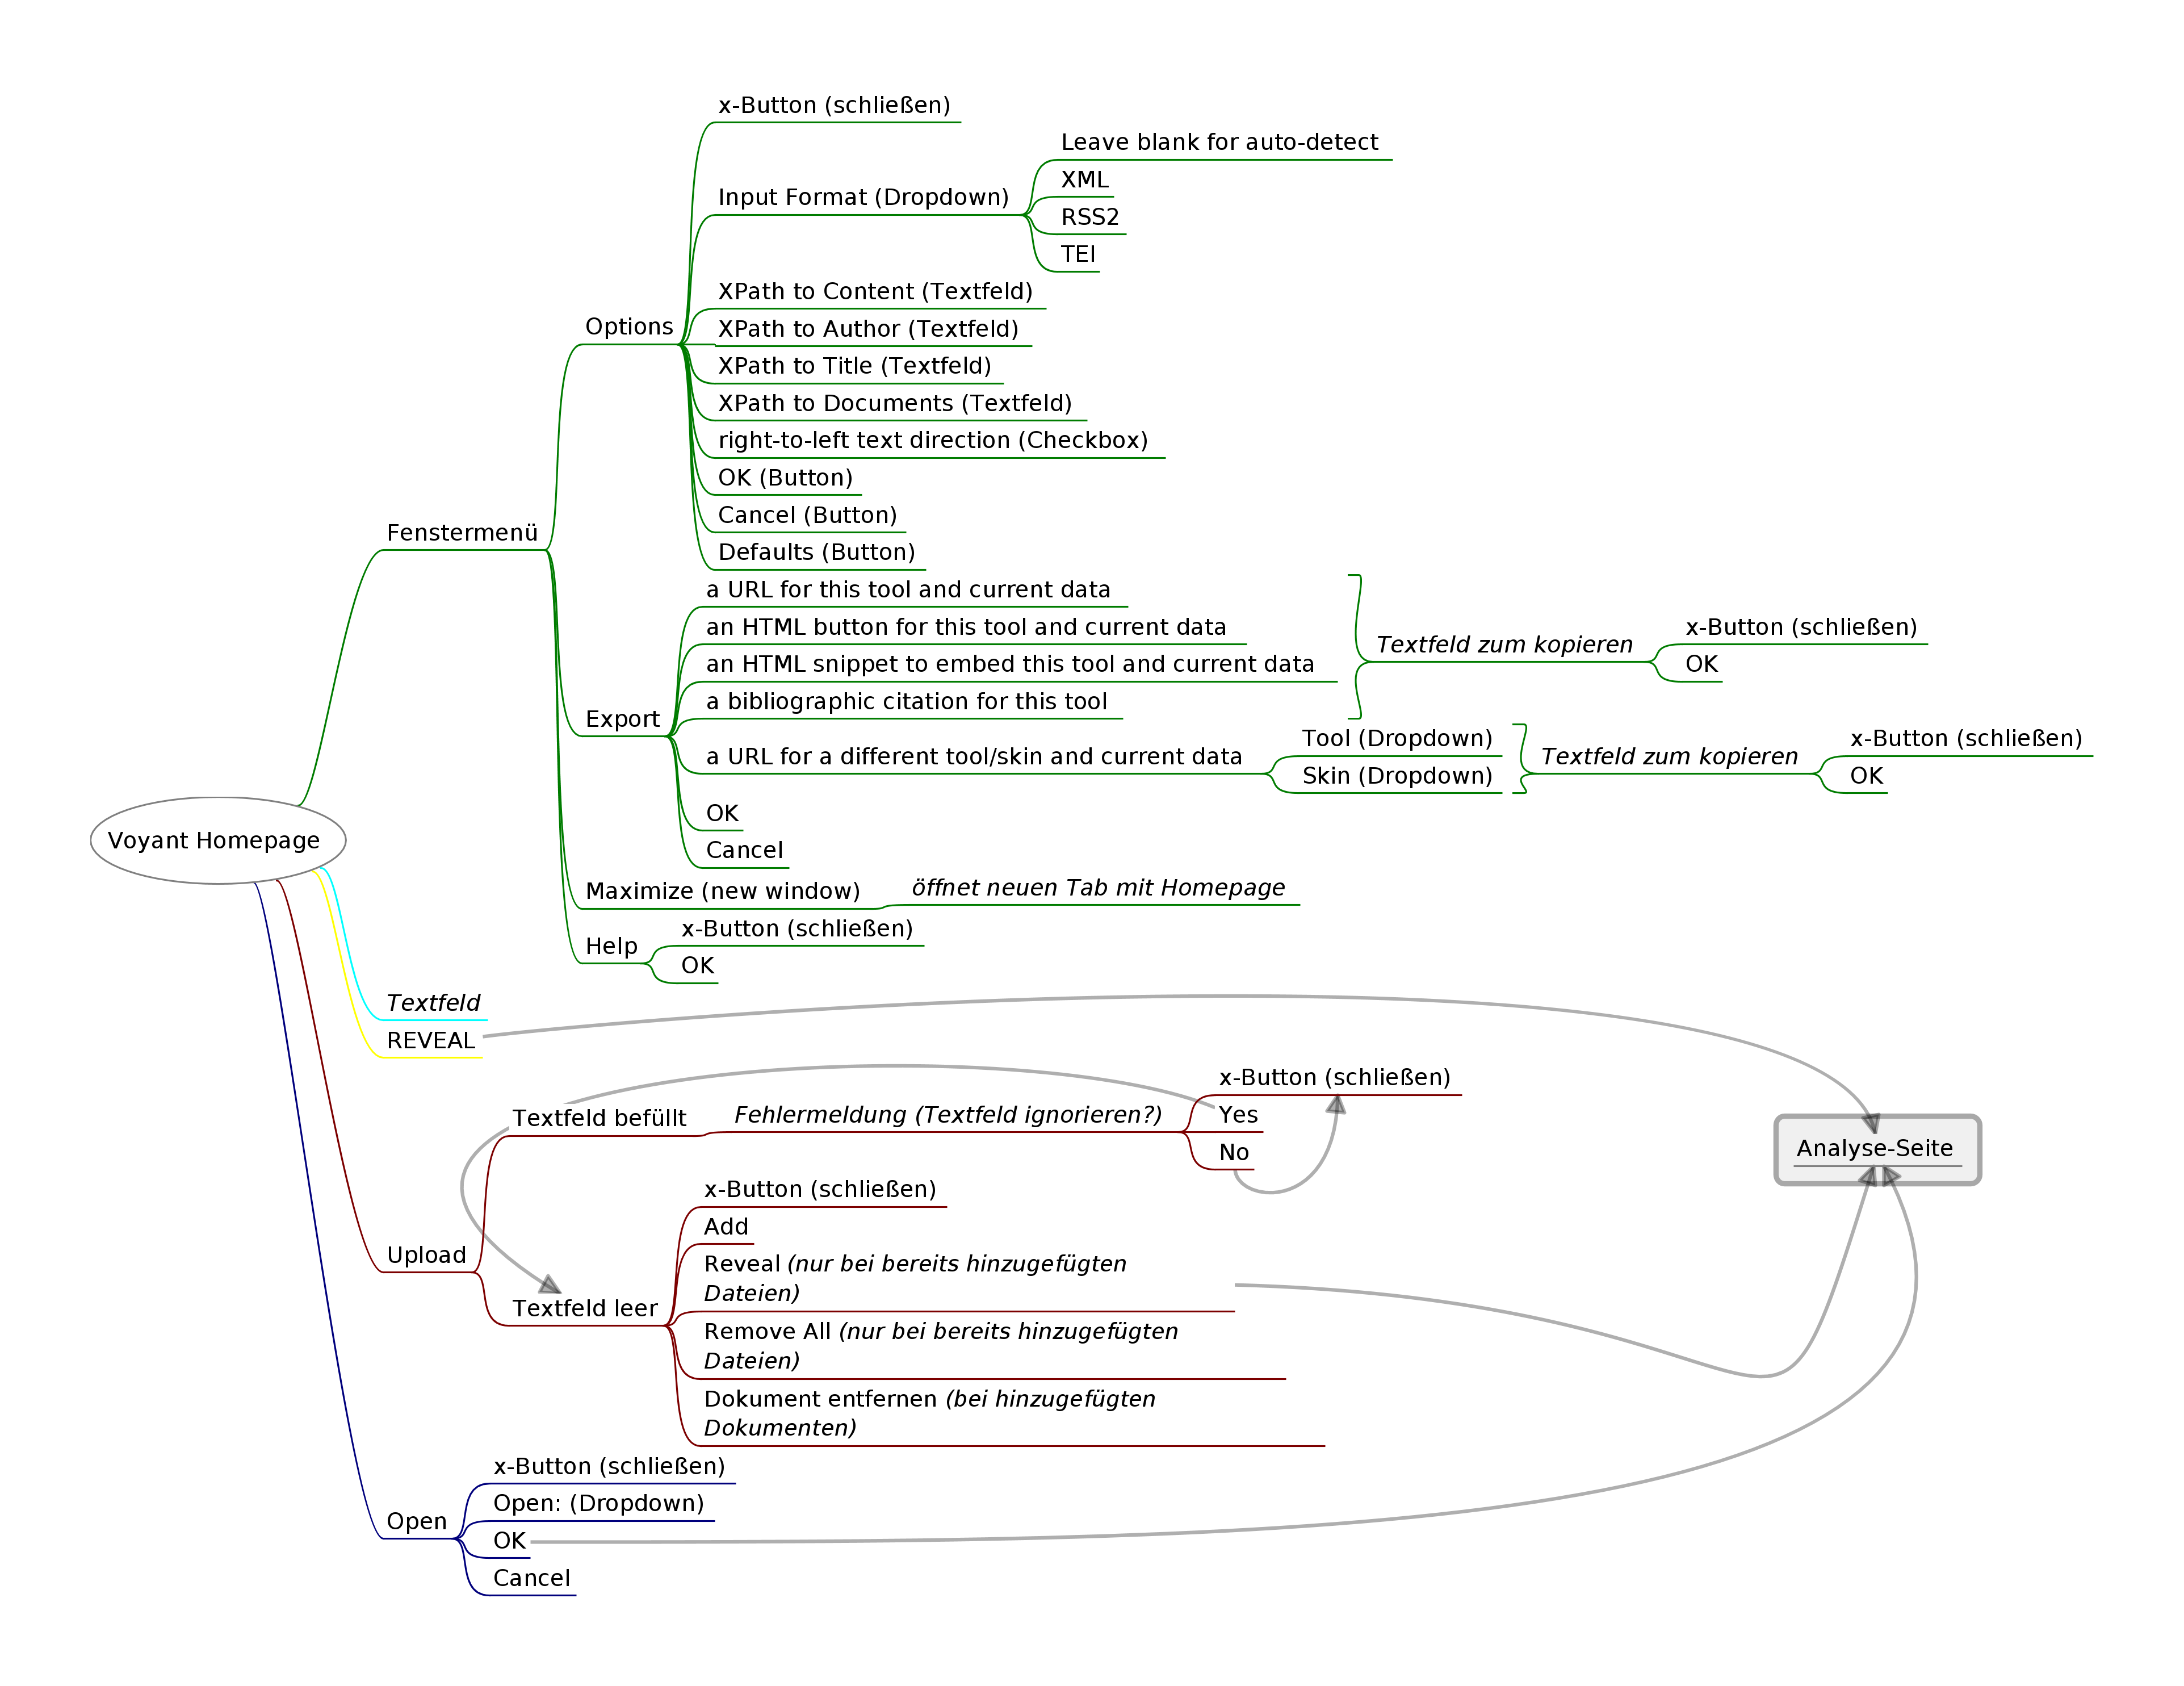 Voyant Homepage
Fenstermenü
Options
x-Button (schließen)
Input Format (Dropdown)
Leave blank for auto-detect
XML
RSS2
TEI
XPath to Content (Textfeld)
XPath to Author (Textfeld)
XPath to Title (Textfeld)
XPath to Documents (Textfeld)
right-to-left text direction (Checkbox)
OK (Button)
Cancel (Button)
Defaults (Button)
Export
a URL for this tool and current data
an HTML button for this tool and current data
an HTML snippet to embed this tool and current data
a bibliographic citation for this tool
Textfeld zum kopieren
x-Button (schließen)
OK
a URL for a different tool/skin and current data
Tool (Dropdown)
Skin (Dropdown)
Textfeld zum kopieren
x-Button (schließen)
OK
OK
Cancel
Maximize (new window)
öffnet neuen Tab mit Homepage
Help
x-Button (schließen)
OK
Textfeld
REVEAL
Upload
Textfeld befüllt
Fehlermeldung (Textfeld ignorieren?)
x-Button (schließen)
Yes
No
Textfeld leer
x-Button (schließen)
Add
Reveal (nur bei bereits hinzugefügten
Dateien)
Remove All (nur bei bereits hinzugefügten
Dateien)
Dokument entfernen (bei hinzugefügten
Dokumenten)
Open
x-Button (schließen)
Open: (Dropdown)
OK
Cancel
Analyse-Seite